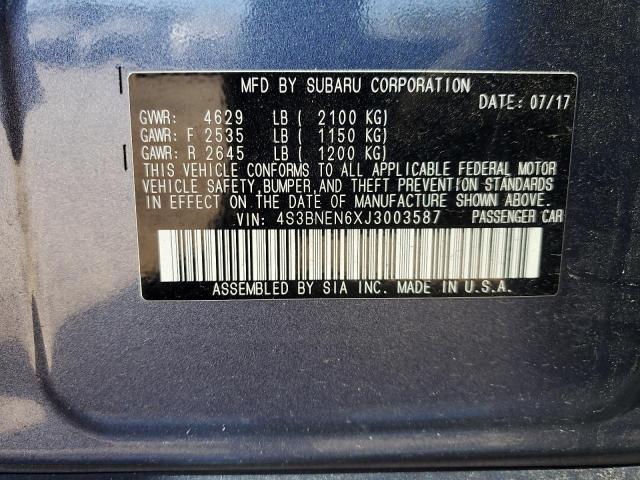 MFD BY SUBARU CORPORATION
DATE: 07/17
GVWR: 4629 LB ( 2100 KG)
GAWR: F 2535 LB ( 1150 KG)
GAWR: R 2645 LB ( 1200 KG)
THIS VEHICLE CONFORMS TO ALL APPLICABLE FEDERAL MOTOR
VEHICLE SAFETY, BUMPER, AND THEFT PREVENTION STANDARDS
IN EFFECT ON THE DATE OF MANUFACTURE SHOWN ABOVE.
VIN: 4S3BNEN6XJ3003587 PASSENGER CAR
ASSEMBLED BY SIA INC. MADE IN U.S.A.